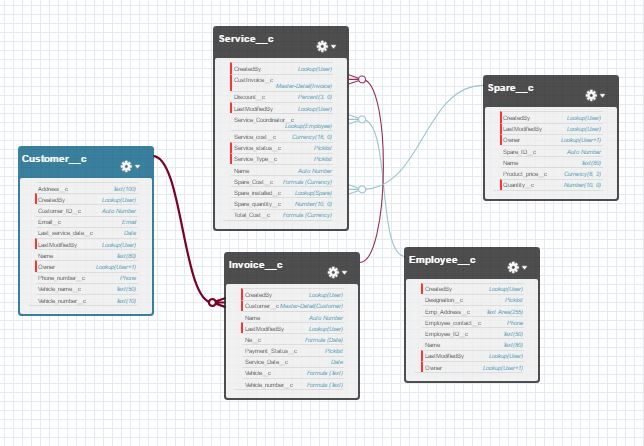 Service__c
CreatedBy Lookup(User)
CustInvoice__c
Master-Detail(Invoice)
Discount__c Percent(3, 0)
LastModifiedBy Lookup(User)
Service_Coordinator__c
Lookup(Employee)
Service_cost__c Currency(16, 0)
Service_status__c Picklist
Service_Type__c Picklist
Name Auto Number
Spare_Cost__c Formula (Currency)
Spare_installed__c Lookup(Spare)
Spare_quantity__c Number(10, 0)
Total_Cost__c Formula (Currency)
Spare__c
CreatedBy Lookup(User)
LastModifiedBy Lookup(User)
Owner Lookup(User+1)
Spare_ID__c Auto Number
Name Text(80)
Product_price__c Currency(8, 2)
Quantity__c Number(10, 0)
Customer__c
Address__c Text(100)
CreatedBy Lookup(User)
Customer_ID__c Auto Number
Email__c Email
Last_service_date__c Date
LastModifiedBy Lookup(User)
Name Text(80)
Owner Lookup(User+1)
Phone_number__c Phone
Vehicle_name__c Text(50)
Vehicle_number__c Text(10)
Invoice__c
CreatedBy Lookup(User)
Customer__c Master-Detail(Customer)
Name Auto Number
LastModifiedBy Lookup(User)
Ne__c Formula (Date)
Payment_Status__c Picklist
Service_Date__c Date
Vehicle__c Formula (Text)
Vehicle_number__c Formula (Text)
Employee__c
CreatedBy Lookup(User)
Designation__c Picklist
Emp_Address__c Text Area(255)
Employee_contact__c Phone
Employee_ID__c Text(50)
Name Text(80)
LastModifiedBy Lookup(User)
Owner Lookup(User+1)